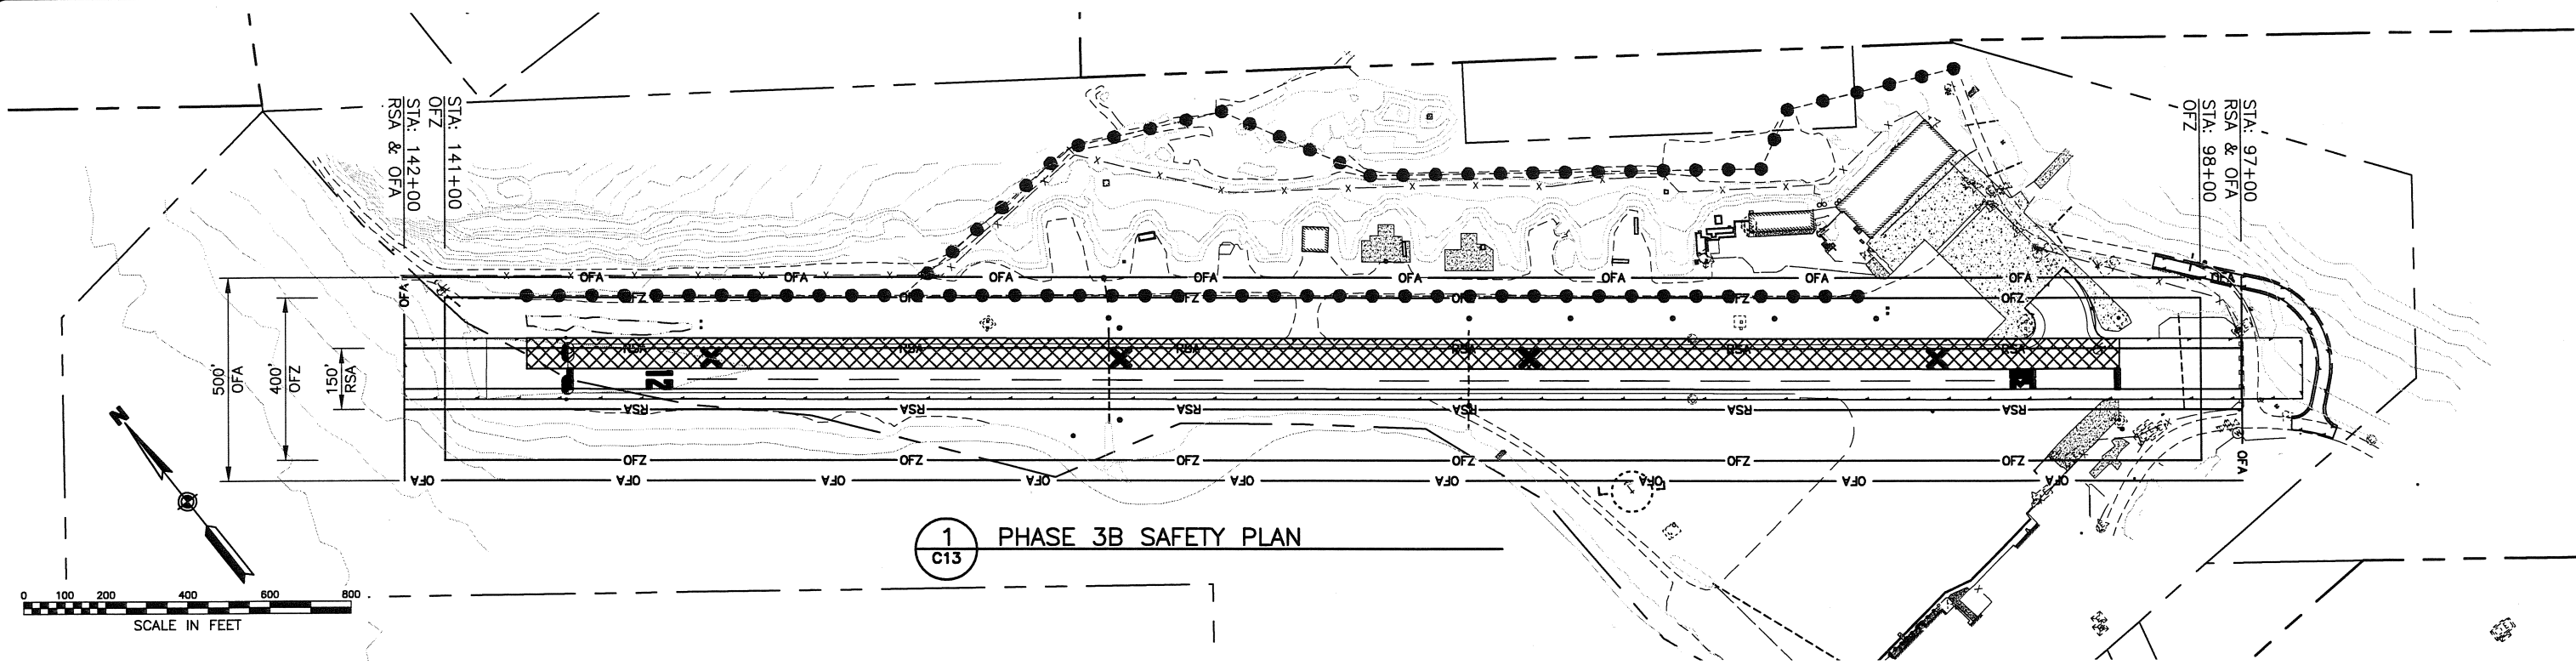 STA: 141+00
OFZ
STA: 142+00
RSA & OFA
STA: 97+00
RSA & OFA
STA: 98+00
OFZ
OFA
OFA
OFA
OFA
OFA
OFA
OFA
OFA
OFA
OFA
OFA
OFZ
OFZ
OFZ
OFZ
OFZ
OFZ
RSA
RSA
RSA
RSA
RSA
RSA
500'
OFA
400'
OFZ
150'
RSA
12
RSA
RSA
RSA
RSA
RSA
RSA
OFZ
OFZ
OFZ
OFZ
OFZ
OFZ
OFA
OFA
OFA
OFA
OFA
OFA
OFA
OFA
OFA
OFA
N
1
C13
PHASE 3B SAFETY PLAN
0 100 200 400 600 800
SCALE IN FEET